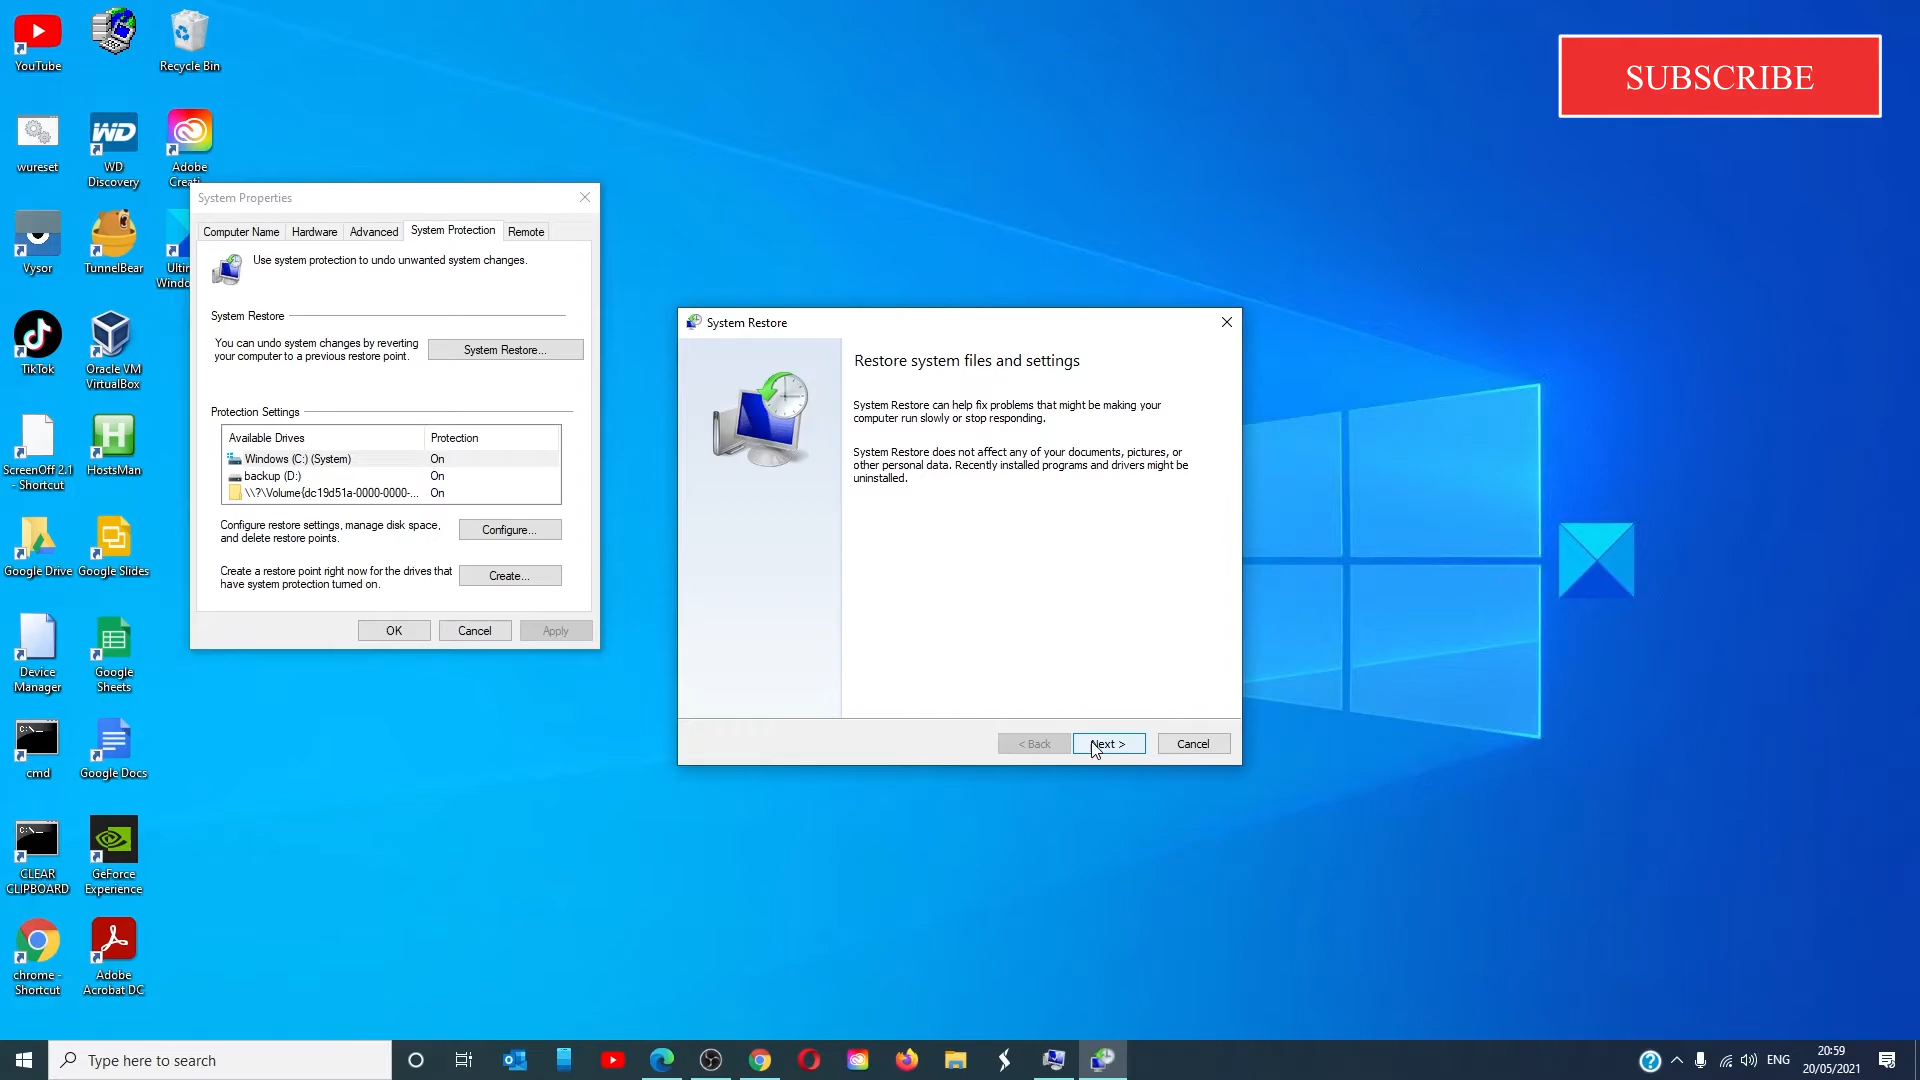 YouTube
Recycle Bin
SUBSCRIBE
wureset
WD
WD
Discovery
Adobe
Creati...
Vysor
TunnelBear
Ulti
Windo
TikTok
Oracle VM
VirtualBox
ScreenOff 2.1
- Shortcut
H
HostsMan
Google Drive
Google Slides
Device
Manager
Google
Sheets
C:\_
cmd
Google Docs
C:\_
CLEAR
CLIPBOARD
GeForce
Experience
chrome -
Shortcut
Adobe
Acrobat DC
System Properties
Computer Name
Hardware
Advanced
System Protection
Remote
Use system protection to undo unwanted system changes.
System Restore
You can undo system changes by reverting
your computer to a previous restore point.
System Restore...
Protection Settings
Available Drives
Protection
Windows (C:) (System)
On
backup (D:)
On
\\?\Volume{dc19d51a-0000-0000-...
On
Configure restore settings, manage disk space,
and delete restore points.
Configure...
Create a restore point right now for the drives that
have system protection turned on.
Create...
OK
Cancel
Apply
System Restore
Restore system files and settings
System Restore can help fix problems that might be making your
computer run slowly or stop responding.
System Restore does not affect any of your documents, pictures, or
other personal data. Recently installed programs and drivers might be
uninstalled.
< Back
Next >
Cancel
Type here to search
ENG
20:59
20/05/2021